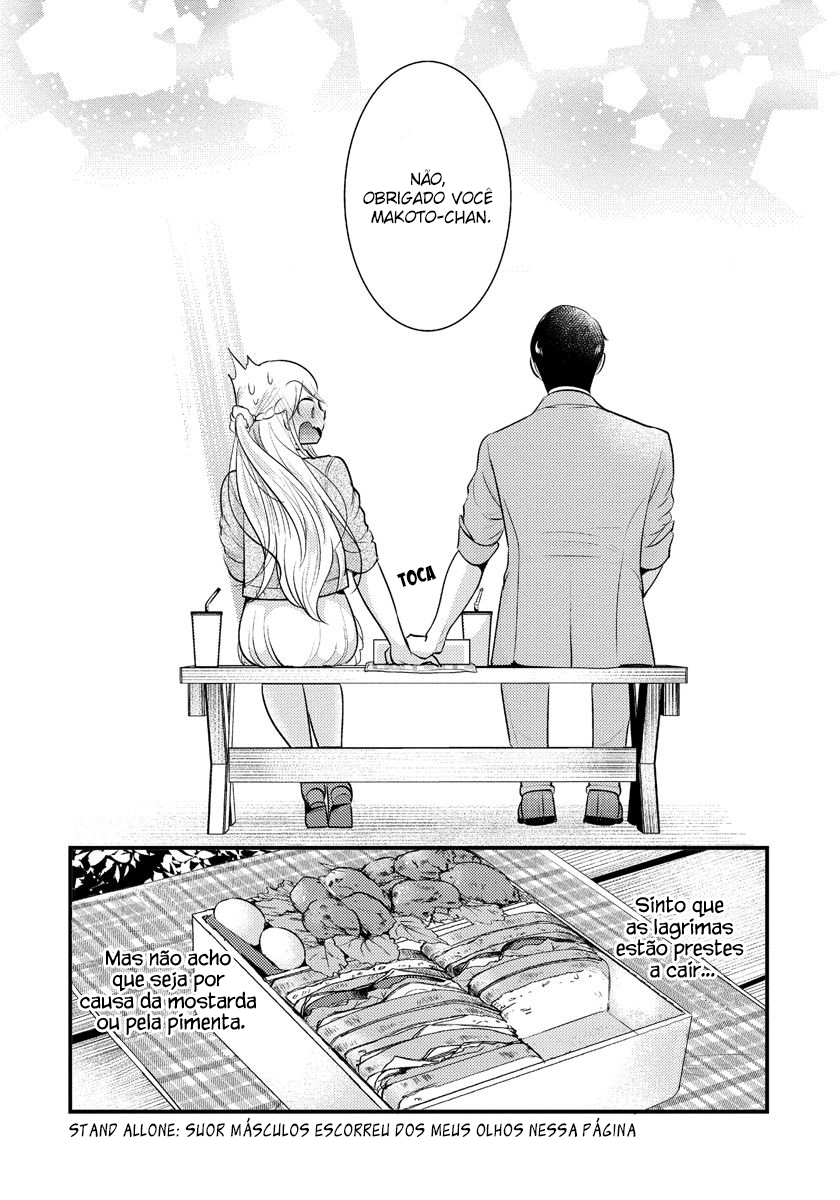 NÃO,
OBRIGADO VOCÊ
MAKOTO-CHAN.
TOCA
Sinto que
as lagrimas
estão prestes
a cair...
Mas não acho
que seja por
causa da mostarda
ou pela pimenta.
STAND ALLONE: SUOR MÁSCULOS ESCORREU DOS MEUS OLHOS NESSA PÁGINA